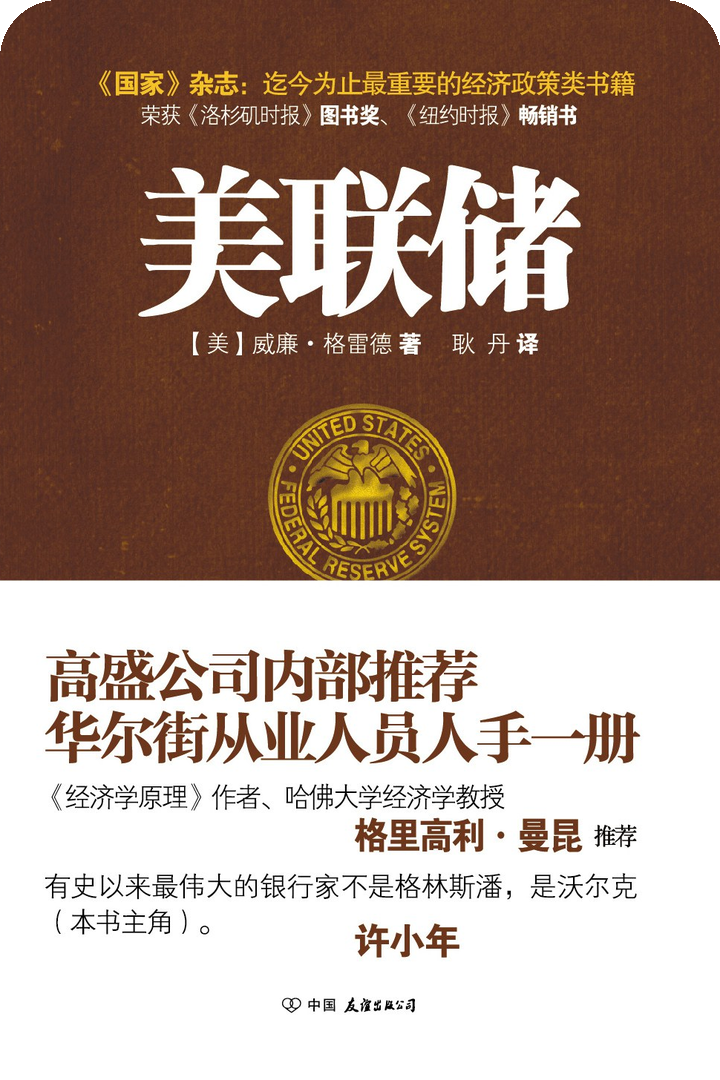 《国家》杂志：迄今为止最重要的经济政策类书籍
荣获《洛杉矶时报》图书奖、《纽约时报》畅销书
美联储
【美】威廉·格雷德 著 耿 丹 译
UNITED STATES
FEDERAL RESERVE SYSTEM
高盛公司内部推荐
华尔街从业人员人手一册
《经济学原理》作者、哈佛大学经济学教授
格里高利·曼昆 推荐
有史以来最伟大的银行家不是格林斯潘，是沃尔克
（本书主角）。
许小年
中国 友谊出版公司